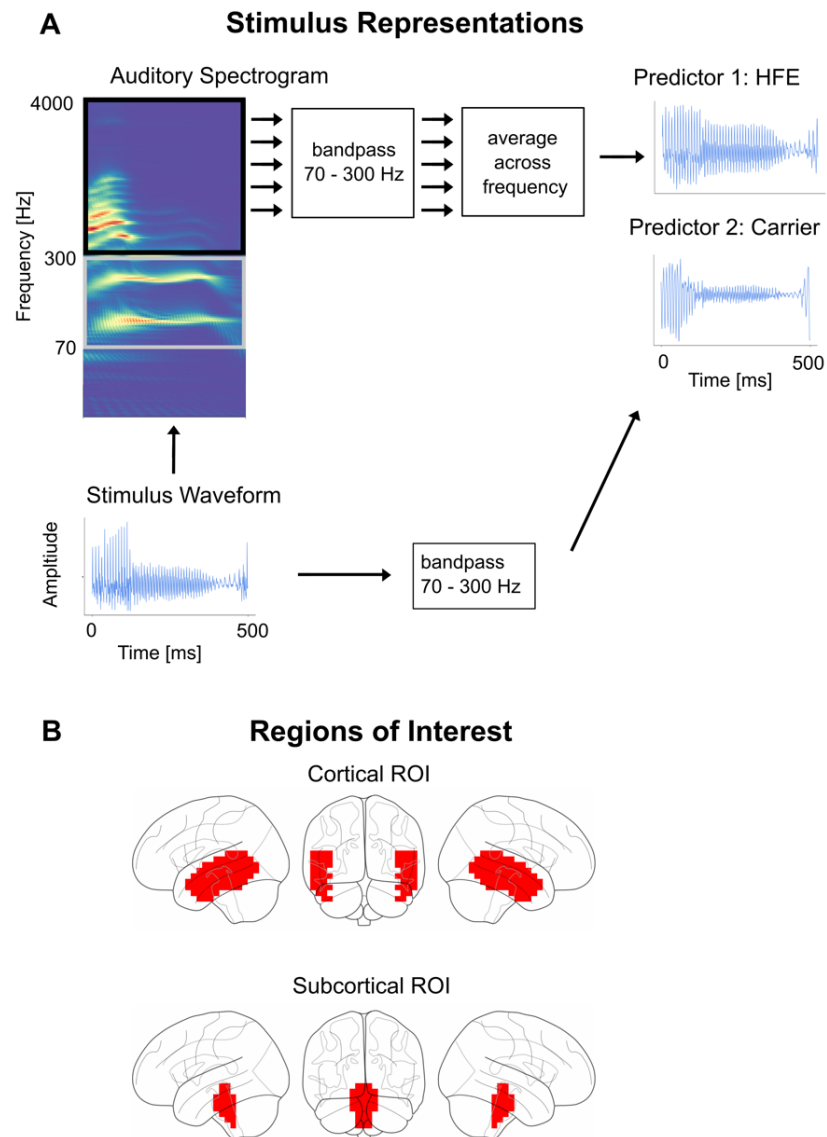 A
Stimulus Representations
Auditory Spectrogram
Predictor 1: HFE
4000
bandpass
70 - 300 Hz
average
across
frequency
Frequency [Hz]
Predictor 2: Carrier
300
70
0
500
Time [ms]
Stimulus Waveform
Ampltiude
bandpass
70 - 300 Hz
0
500
Time [ms]
B
Regions of Interest
Cortical ROI
Subcortical ROI